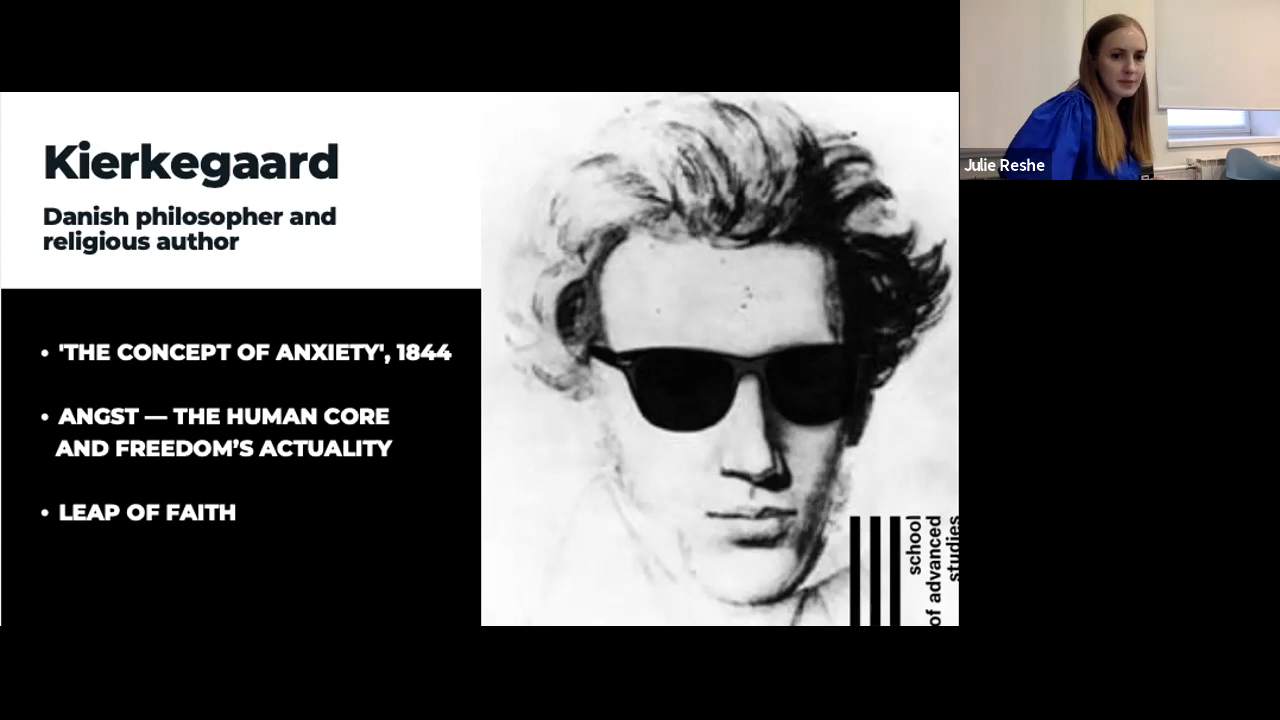 Kierkegaard
Danish philosopher and
religious author
• 'THE CONCEPT OF ANXIETY', 1844
• ANGST — THE HUMAN CORE
AND FREEDOM’S ACTUALITY
• LEAP OF FAITH
school
of advanced
studies
Julie Reshe